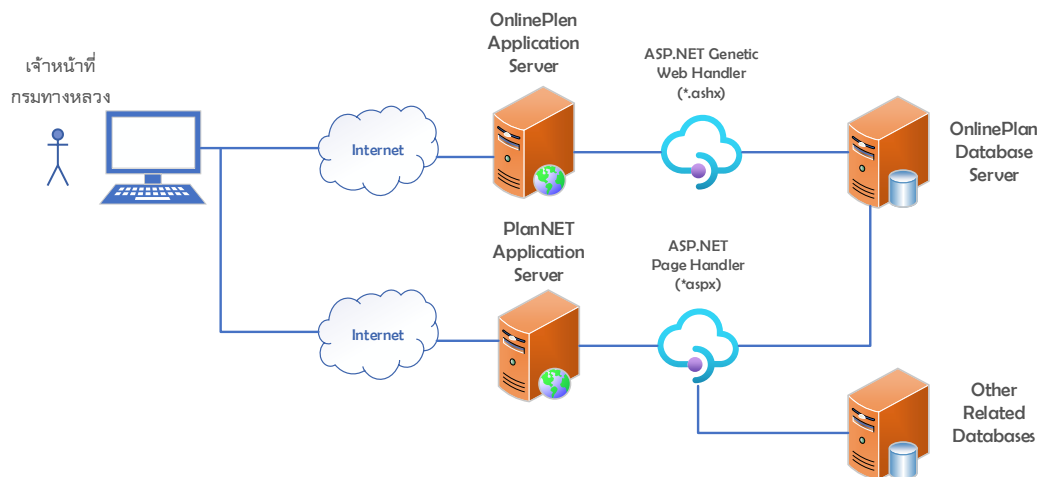 เจ้าหน้าที่
กรมทางหลวง
Internet
OnlinePlen
Application
Server
ASP.NET Genetic
Web Handler
(*.ashx)
OnlinePlan
Database
Server
Internet
PlanNET
Application
Server
ASP.NET
Page Handler
(*aspx)
Other
Related
Databases